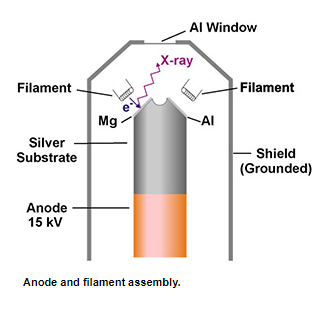 Al Window
X-ray
Filament
Filament
e-
Mg
Al
Silver
Substrate
Shield
(Grounded)
Anode
15 kV
Anode and filament assembly.